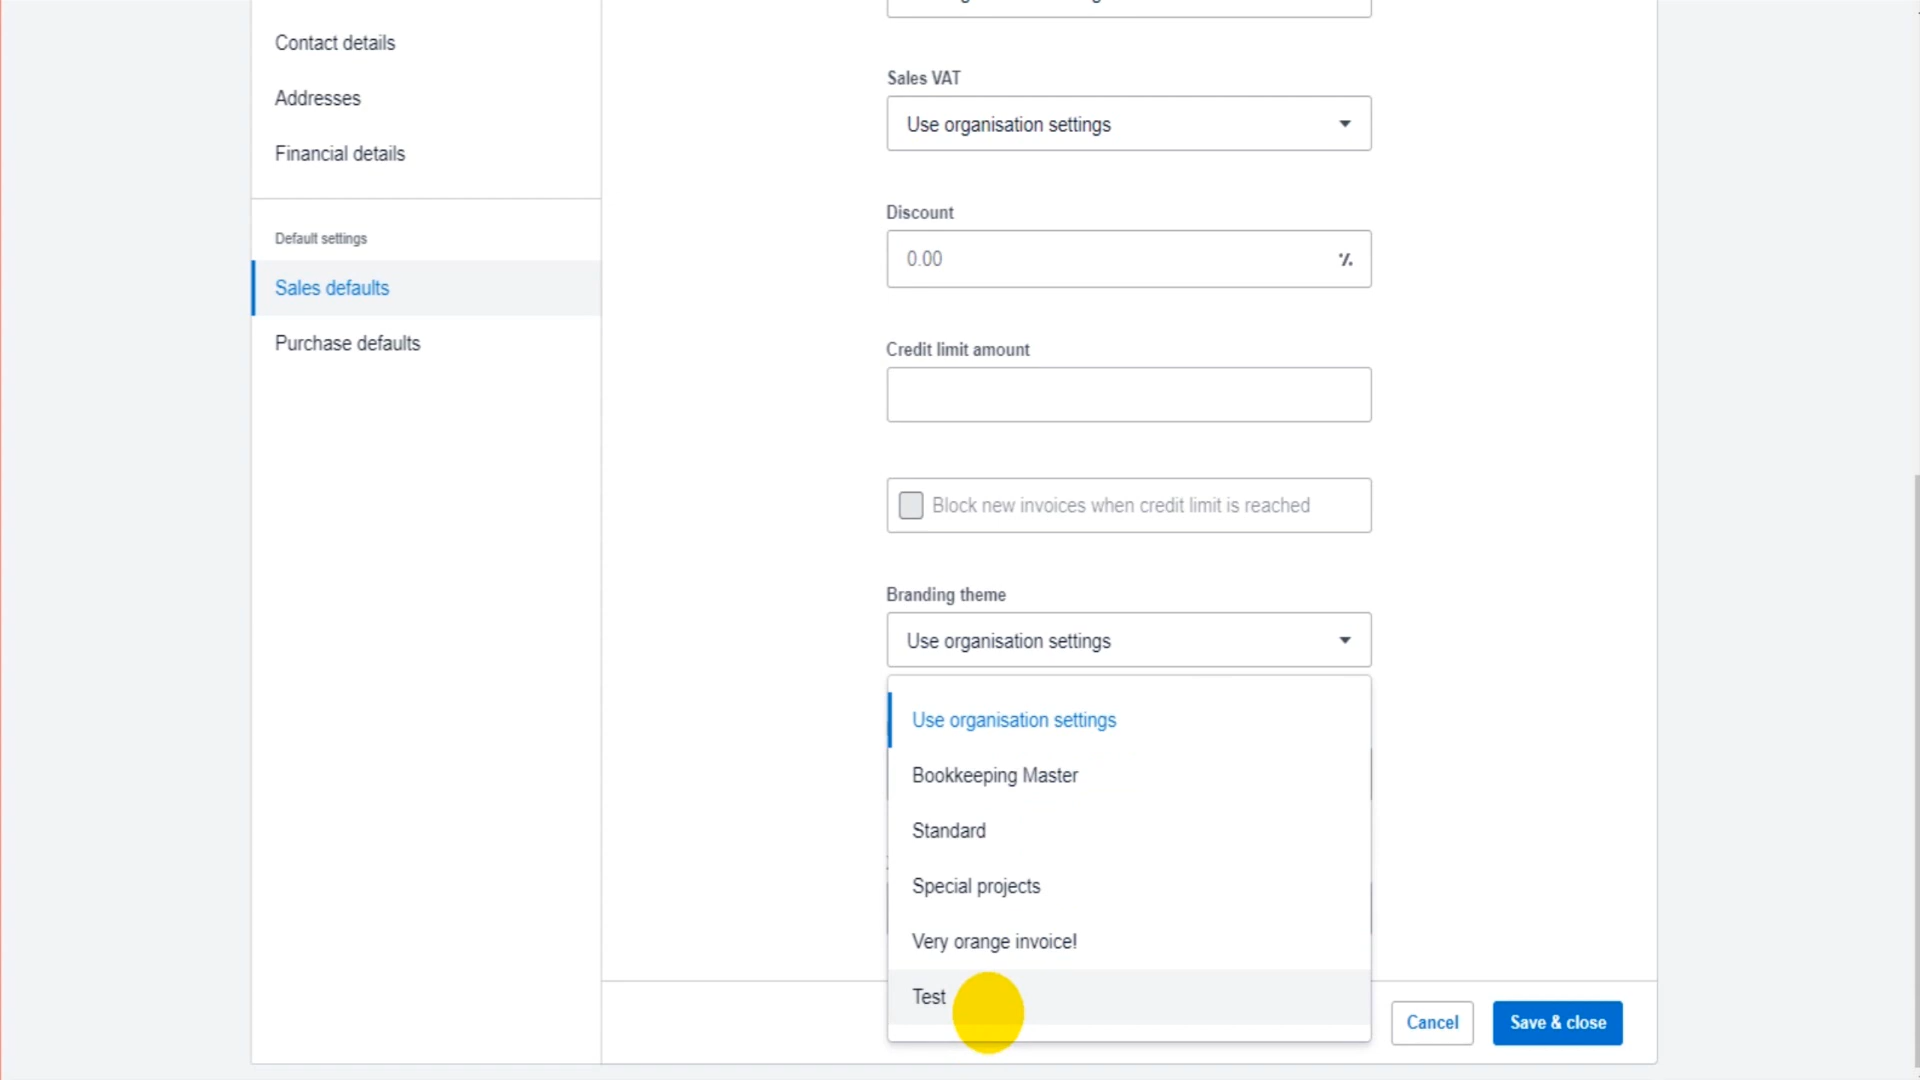 Contact details
Addresses
Financial details
Default settings
Sales defaults
Purchase defaults
Sales VAT
Use organisation settings
Discount
0.00 %
Credit limit amount
Block new invoices when credit limit is reached
Branding theme
Use organisation settings
Use organisation settings
Bookkeeping Master
Standard
Special projects
Very orange invoice!
Test
Cancel
Save & close